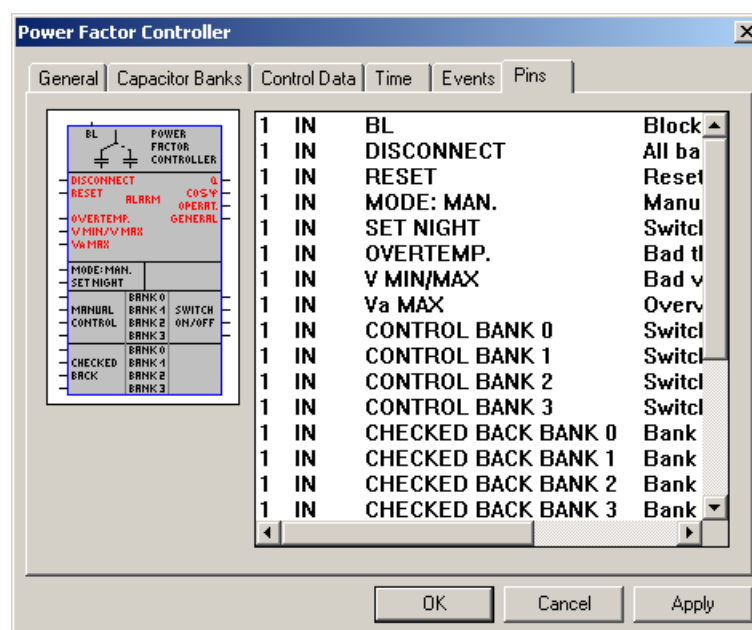 Power Factor Controller
General Capacitor Banks Control Data Time Events Pins
BL POWER
FACTOR
CONTROLLER
DISCONNECT Q
RESET ALARM COSφ
OPERAT.
OVERTEMP. GENERAL
V MIN/V MAX
Va MAX
MODE: MAN.
SET NIGHT
MANUAL CONTROL
BANK 0
BANK 1
BANK 2
BANK 3
SWITCH ON/OFF
CHECKED BACK
BANK 0
BANK 1
BANK 2
BANK 3
1 IN BL Block
1 IN DISCONNECT All ba
1 IN RESET Reset
1 IN MODE: MAN. Manu
1 IN SET NIGHT Switc
1 IN OVERTEMP. Bad t
1 IN V MIN/MAX Bad v
1 IN Va MAX Overv
1 IN CONTROL BANK 0 Switc
1 IN CONTROL BANK 1 Switc
1 IN CONTROL BANK 2 Switc
1 IN CONTROL BANK 3 Switc
1 IN CHECKED BACK BANK 0 Bank
1 IN CHECKED BACK BANK 1 Bank
1 IN CHECKED BACK BANK 2 Bank
1 IN CHECKED BACK BANK 3 Bank
OK Cancel Apply